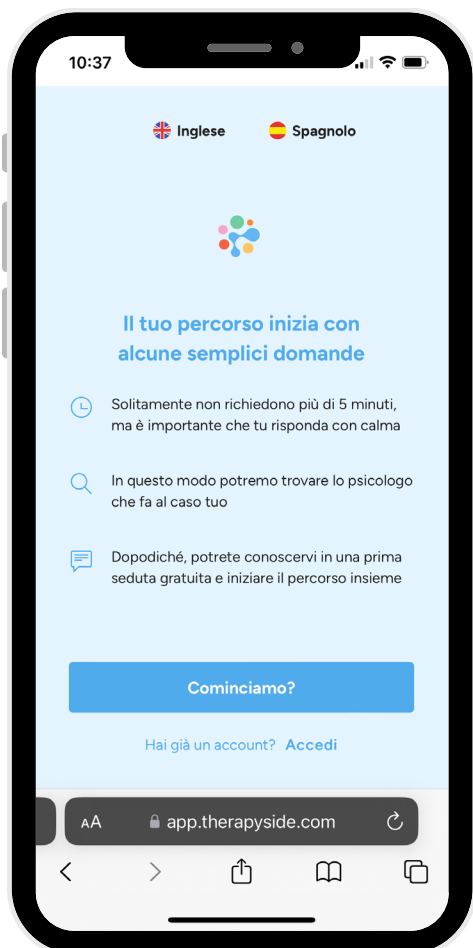 10:37
Inglese Spagnolo
Il tuo percorso inizia con
alcune semplici domande
Solitamente non richiedono più di 5 minuti,
ma è importante che tu risponda con calma
In questo modo potremo trovare lo psicologo
che fa al caso tuo
Dopodiché, potrete conoscervi in una prima
seduta gratuita e iniziare il percorso insieme
Cominciamo?
Hai già un account? Accedi
AA app.therapyside.com